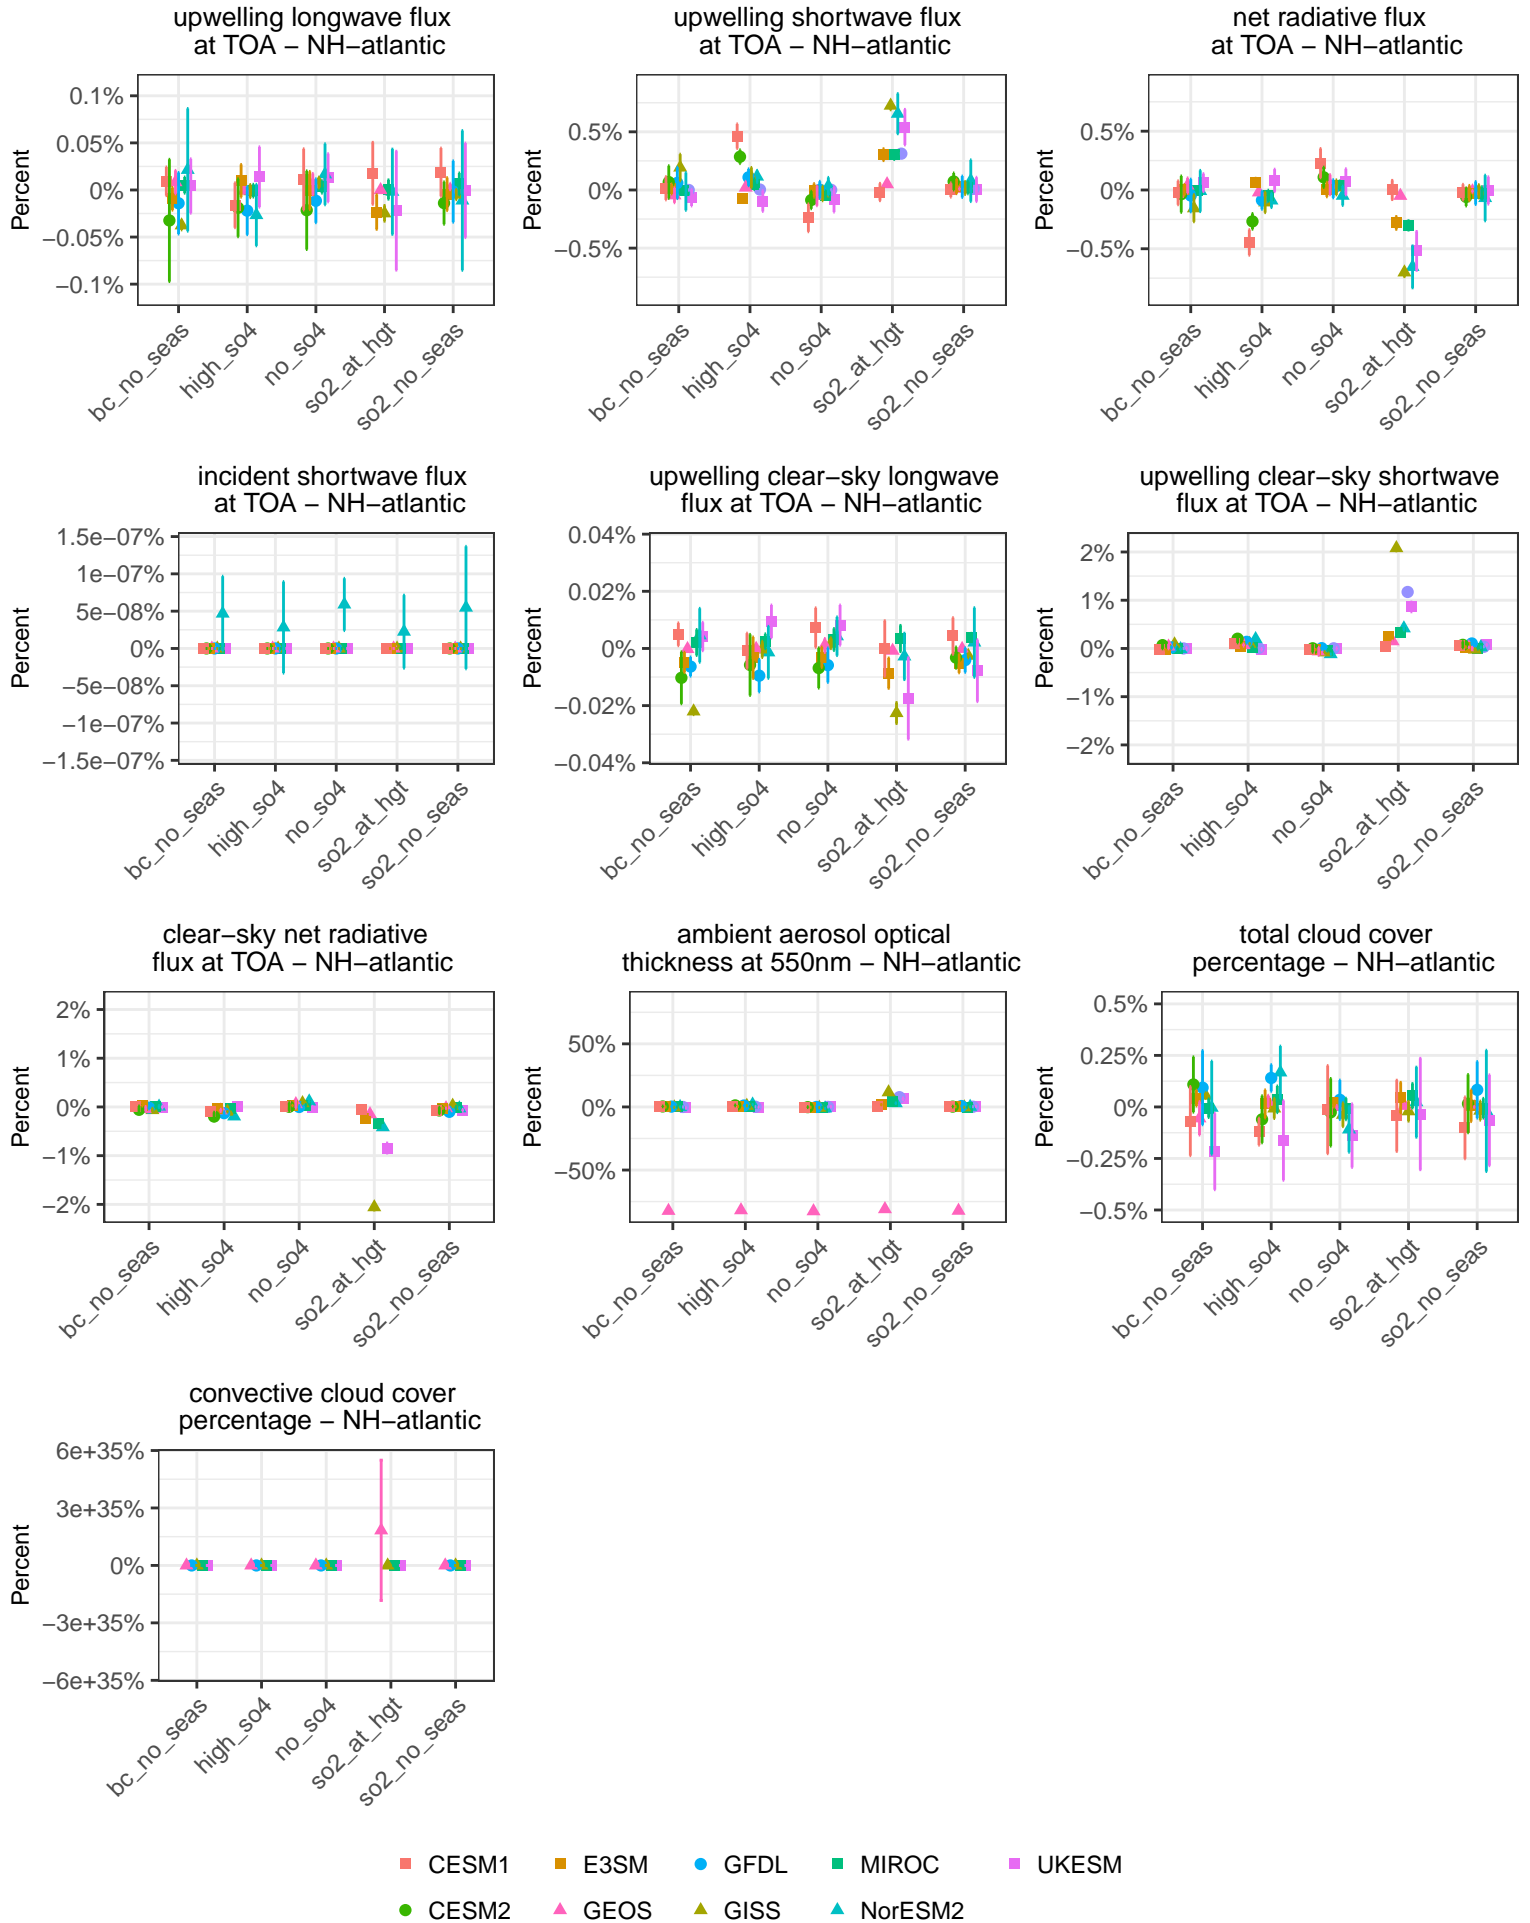 upwelling longwave flux
at TOA − NH−atlantic
Percent
0.1%
0.05%
0%
−0.05%
−0.1%
bc_no_seas
high_so4
no_so4
so2_at_hgt
so2_no_seas
upwelling shortwave flux
at TOA − NH−atlantic
Percent
0.5%
0%
−0.5%
bc_no_seas
high_so4
no_so4
so2_at_hgt
so2_no_seas
net radiative flux
at TOA − NH−atlantic
Percent
0.5%
0%
−0.5%
bc_no_seas
high_so4
no_so4
so2_at_hgt
so2_no_seas
incident shortwave flux
at TOA − NH−atlantic
Percent
1.5e−07%
1e−07%
5e−08%
0%
−5e−08%
−1e−07%
−1.5e−07%
bc_no_seas
high_so4
no_so4
so2_at_hgt
so2_no_seas
upwelling clear−sky longwave
flux at TOA − NH−atlantic
Percent
0.04%
0.02%
0%
−0.02%
−0.04%
bc_no_seas
high_so4
no_so4
so2_at_hgt
so2_no_seas
upwelling clear−sky shortwave
flux at TOA − NH−atlantic
Percent
2%
1%
0%
−1%
−2%
bc_no_seas
high_so4
no_so4
so2_at_hgt
so2_no_seas
clear−sky net radiative
flux at TOA − NH−atlantic
Percent
2%
1%
0%
−1%
−2%
bc_no_seas
high_so4
no_so4
so2_at_hgt
so2_no_seas
ambient aerosol optical
thickness at 550nm − NH−atlantic
Percent
50%
0%
−50%
bc_no_seas
high_so4
no_so4
so2_at_hgt
so2_no_seas
total cloud cover
percentage − NH−atlantic
Percent
0.5%
0.25%
0%
−0.25%
−0.5%
bc_no_seas
high_so4
no_so4
so2_at_hgt
so2_no_seas
convective cloud cover
percentage − NH−atlantic
Percent
6e+35%
3e+35%
0%
−3e+35%
−6e+35%
bc_no_seas
high_so4
no_so4
so2_at_hgt
so2_no_seas
CESM1 E3SM GFDL MIROC UKESM
CESM2 GEOS GISS NorESM2